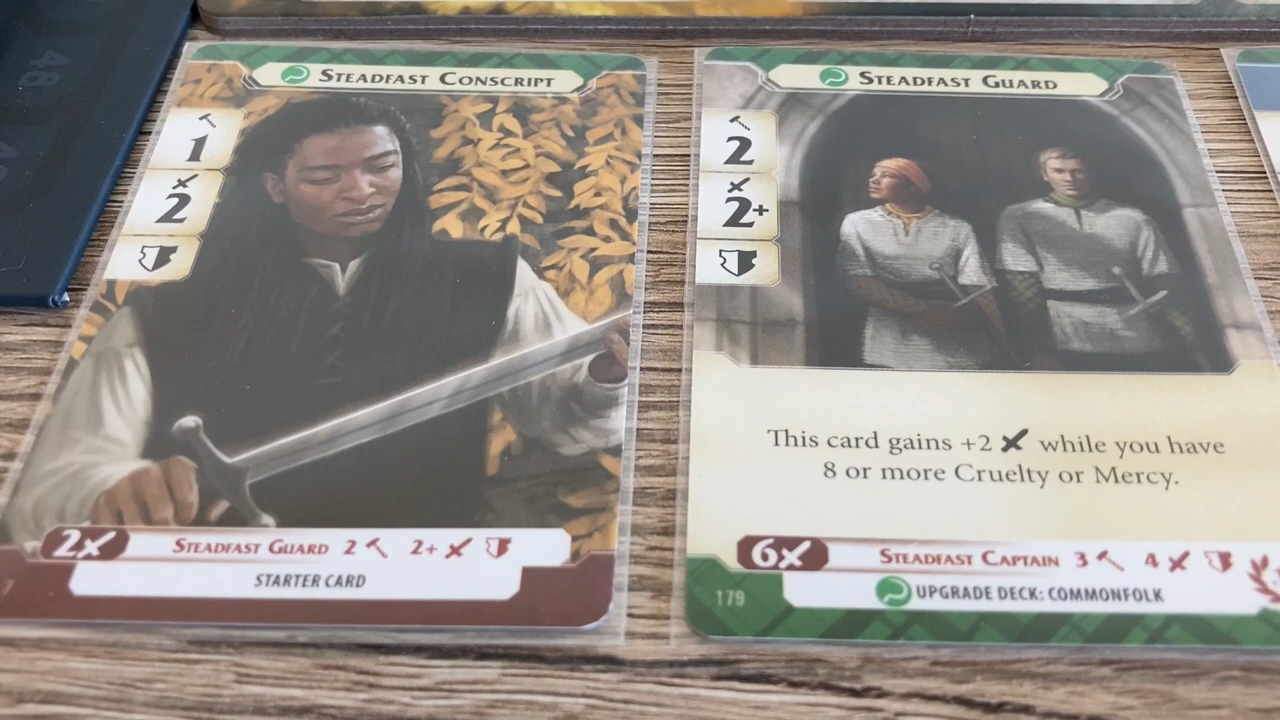 48
STEADFAST CONSCRIPT
1
2
2x
STEADFAST GUARD 2 2+
STARTER CARD
STEADFAST GUARD
2
2+
This card gains +2 while you have
8 or more Cruelty or Mercy.
6x
STEADFAST CAPTAIN 3 4
179
UPGRADE DECK: COMMONFOLK